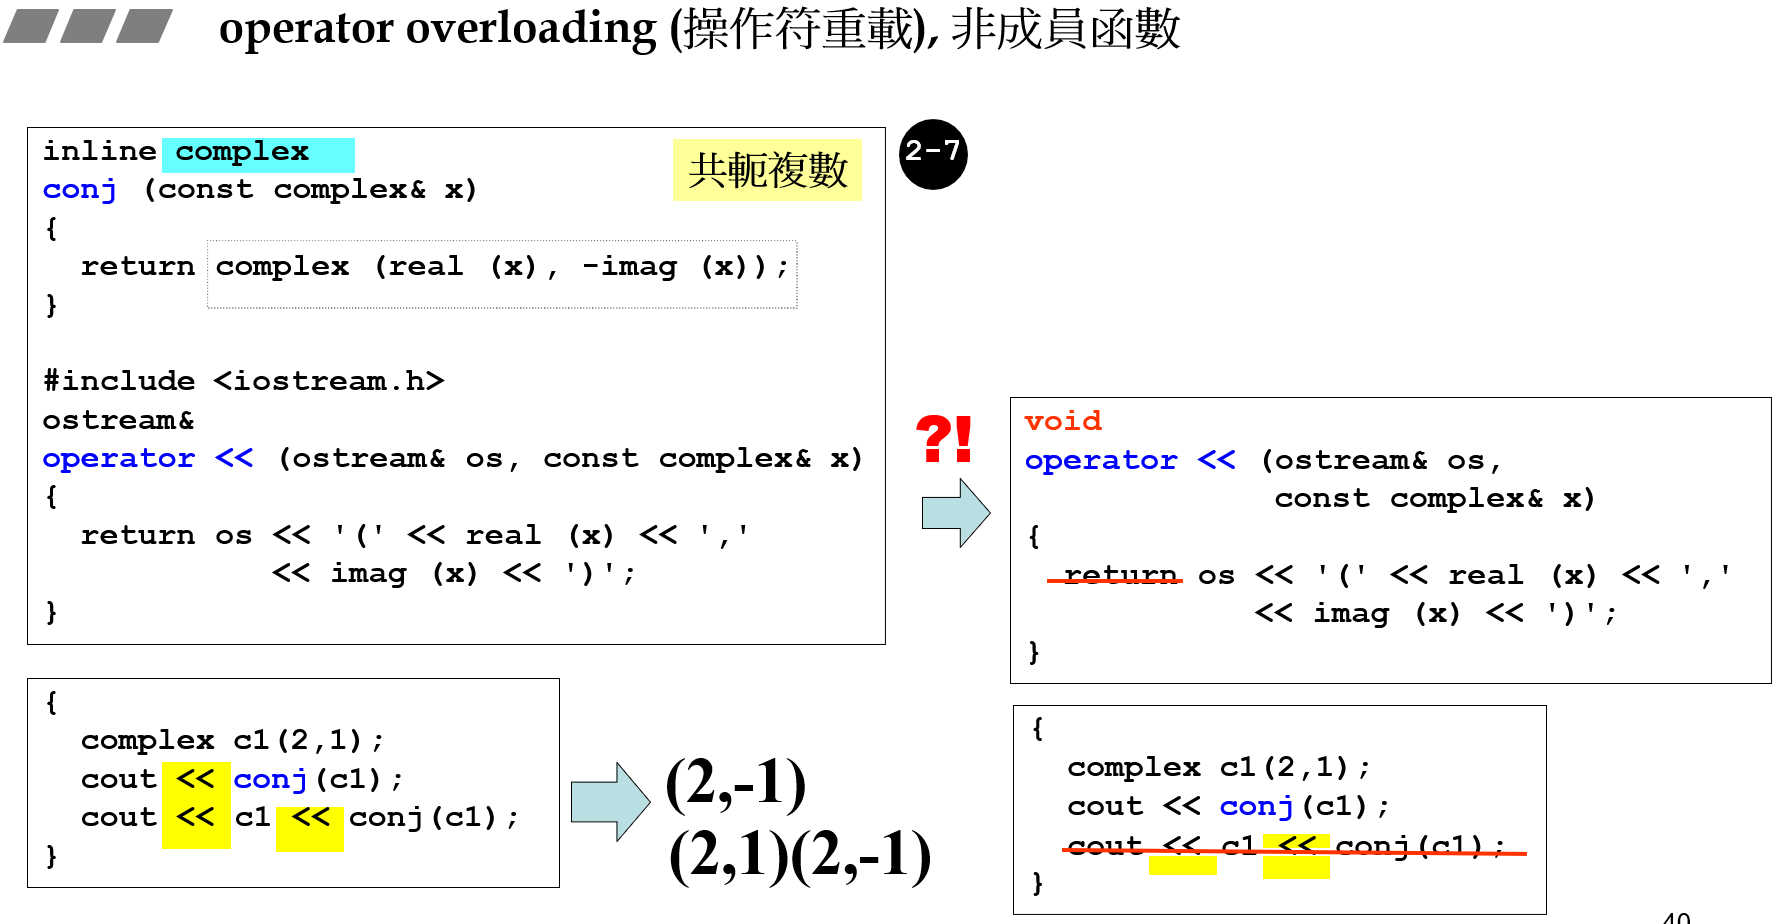 operator overloading (操作符重載), 非成員函數
2-7
inline complex
共軛複數
conj (const complex& x)
{
return complex (real (x), -imag (x));
}
#include <iostream.h>
ostream&
operator << (ostream& os, const complex& x)
{
return os << '(' << real (x) << ','
<< imag (x) << ')';
}
?!
void
operator << (ostream& os,
const complex& x)
{
return os << '(' << real (x) << ','
<< imag (x) << ')';
}
{
complex c1(2,1);
cout << conj(c1);
cout << c1 << conj(c1);
}
(2,-1)
(2,1)(2,-1)
{
complex c1(2,1);
cout << conj(c1);
cout << c1 << conj(c1);
}
40